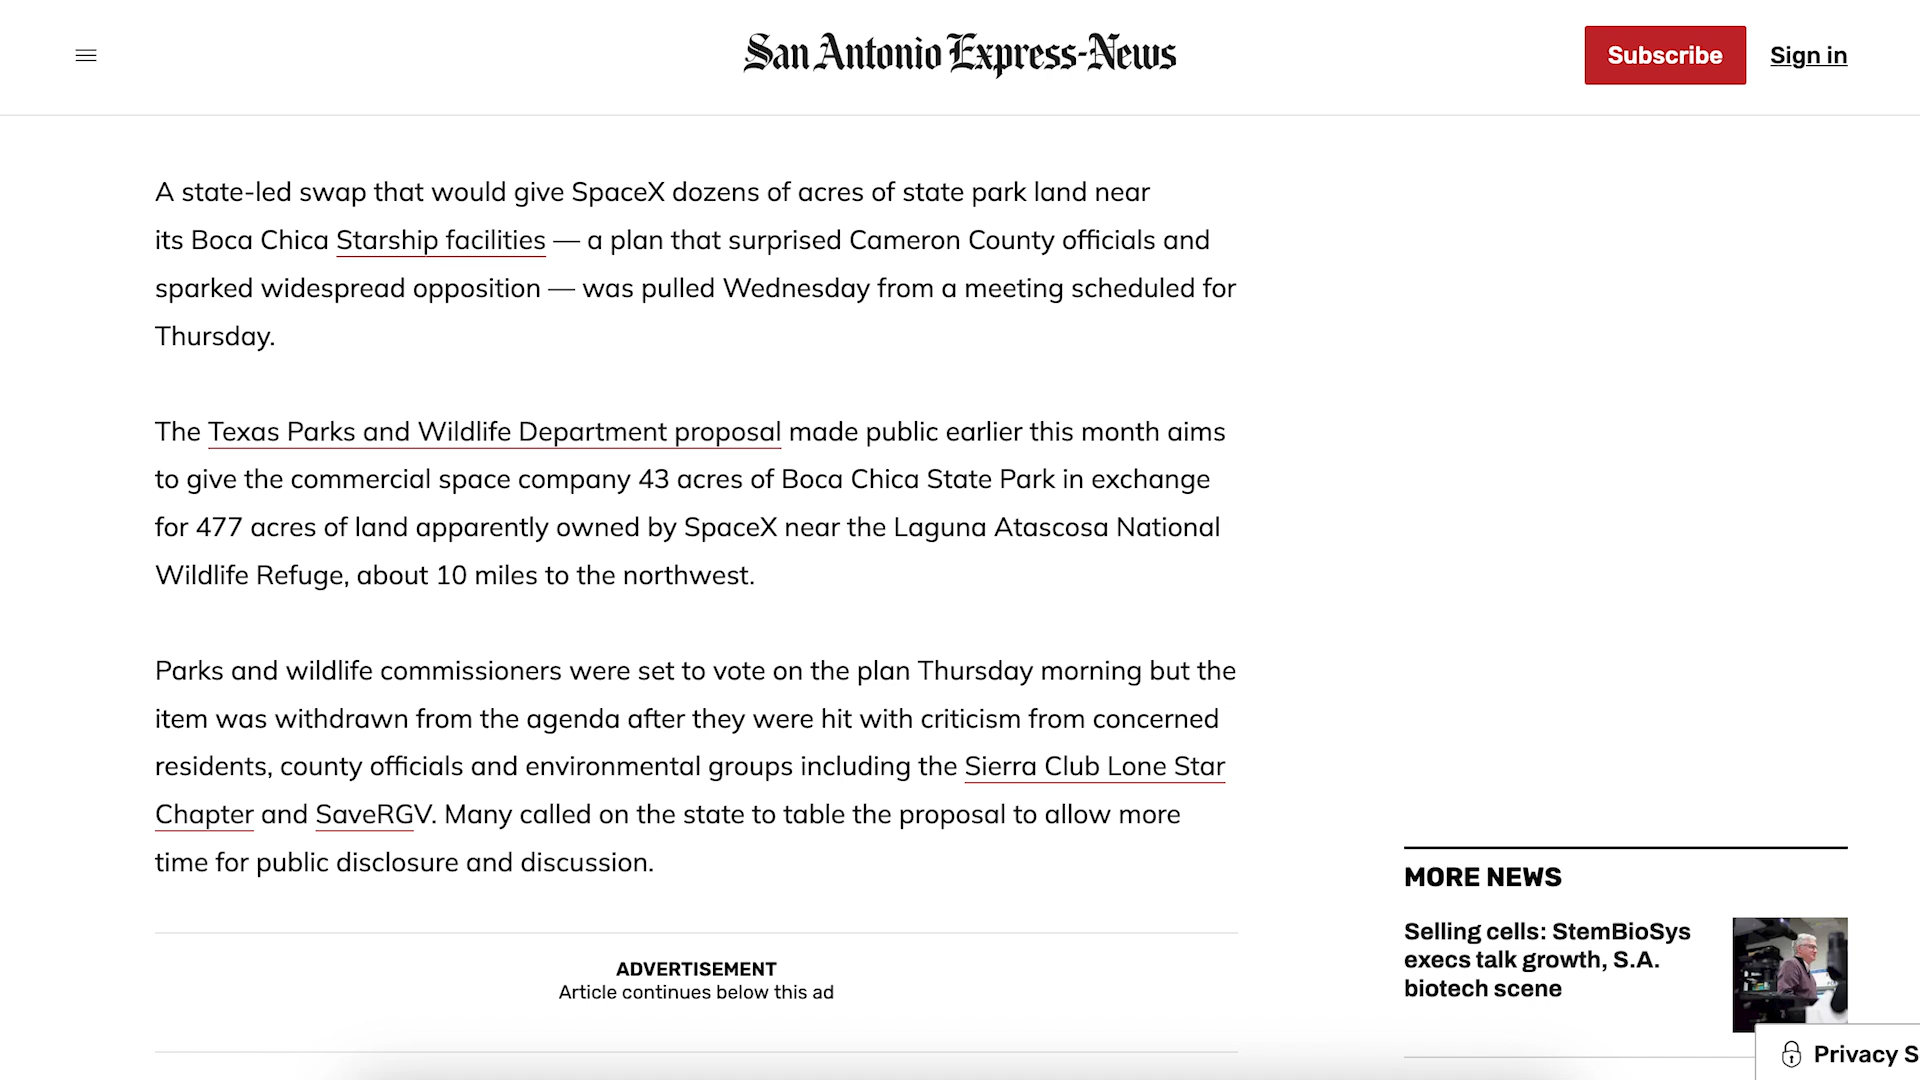 San Antonio Express-News
Subscribe
Sign in
A state-led swap that would give SpaceX dozens of acres of state park land near
its Boca Chica Starship facilities — a plan that surprised Cameron County officials and
sparked widespread opposition — was pulled Wednesday from a meeting scheduled for
Thursday.
The Texas Parks and Wildlife Department proposal made public earlier this month aims
to give the commercial space company 43 acres of Boca Chica State Park in exchange
for 477 acres of land apparently owned by SpaceX near the Laguna Atascosa National
Wildlife Refuge, about 10 miles to the northwest.
Parks and wildlife commissioners were set to vote on the plan Thursday morning but the
item was withdrawn from the agenda after they were hit with criticism from concerned
residents, county officials and environmental groups including the Sierra Club Lone Star
Chapter and SaveRGV. Many called on the state to table the proposal to allow more
time for public disclosure and discussion.
ADVERTISEMENT
Article continues below this ad
MORE NEWS
Selling cells: StemBioSys
execs talk growth, S.A.
biotech scene
Privacy S